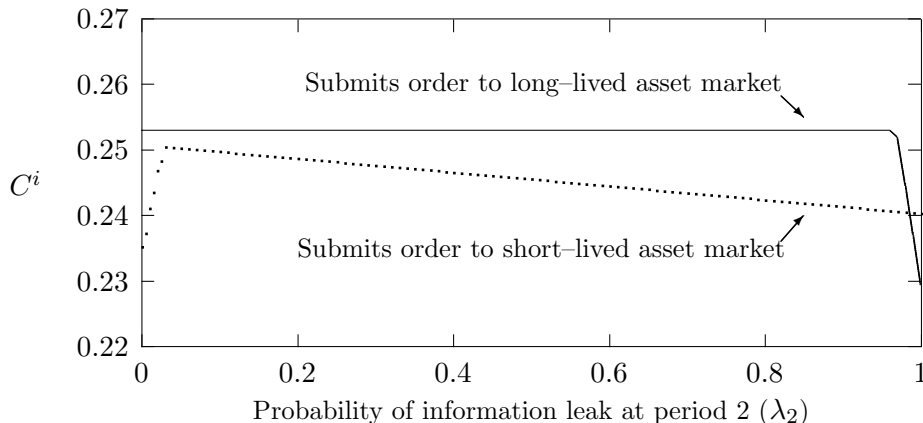 0.27
0.26
0.25
0.24
0.23
0.22
C^i
Submits order to long–lived asset market
Submits order to short–lived asset market
0 0.2 0.4 0.6 0.8 1
Probability of information leak at period 2 (λ₂)